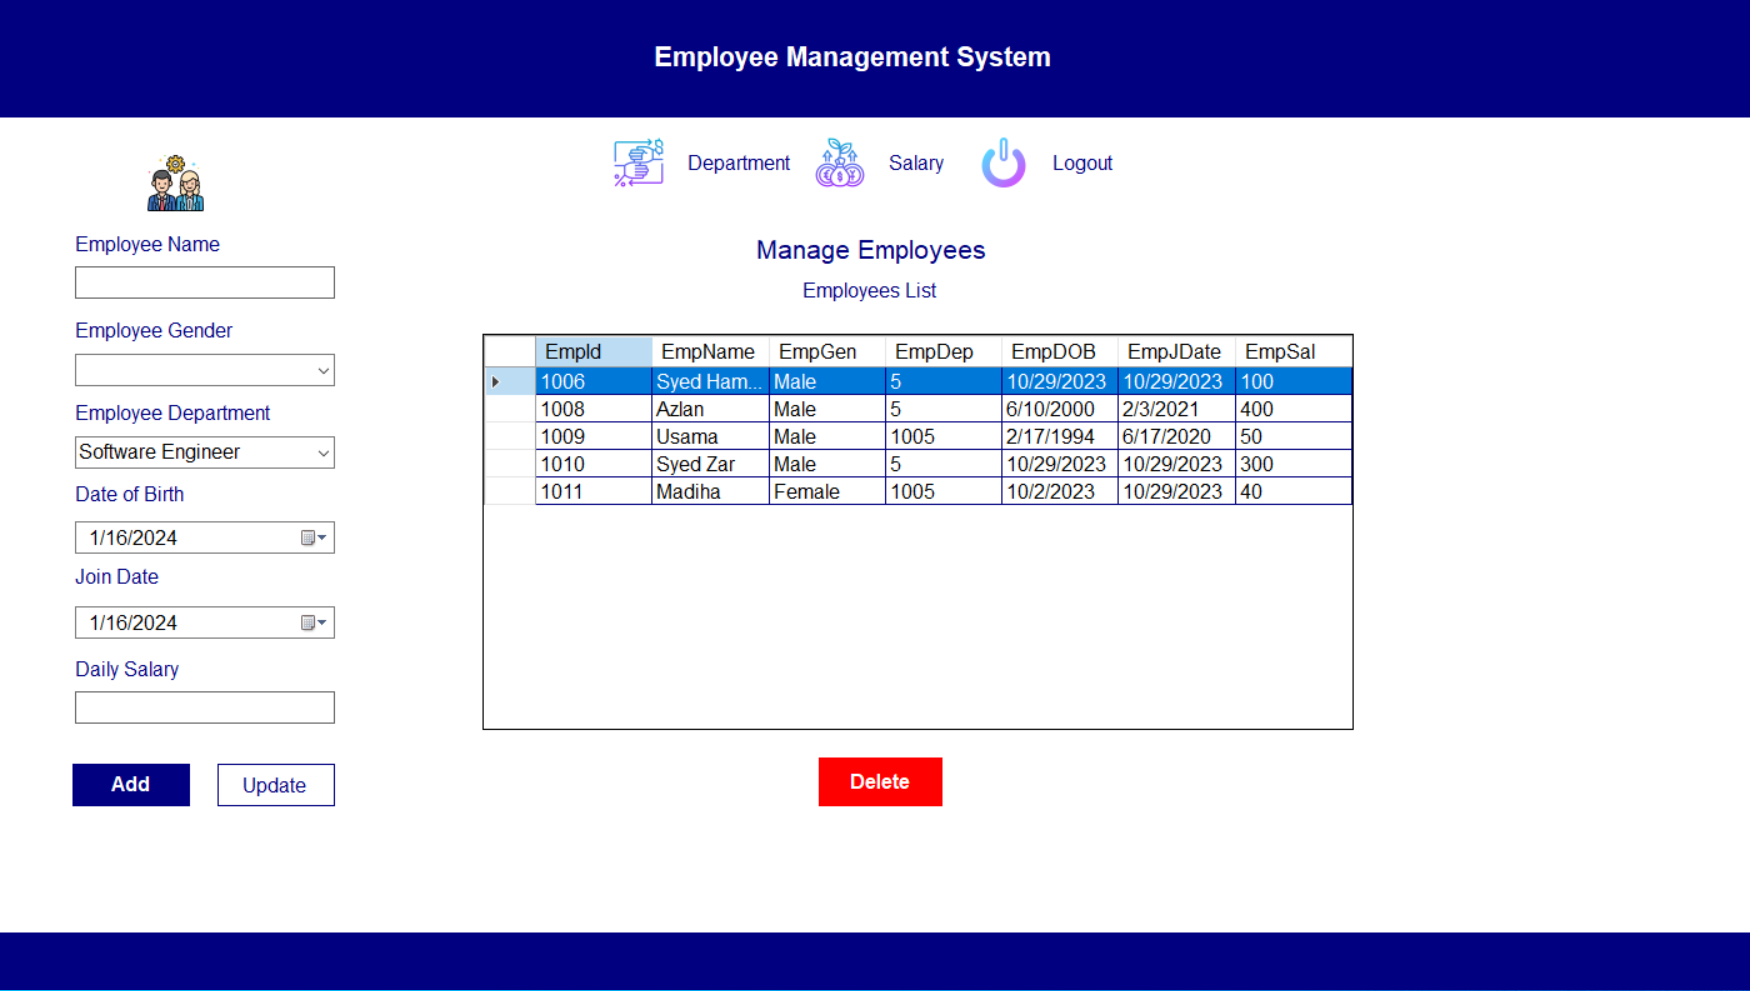 Employee Management System
Department Salary Logout
Employee Name
Manage Employees
Employees List
Employee Gender
Employee Department
Software Engineer
Date of Birth
1/16/2024
Join Date
1/16/2024
Daily Salary
Add Update
EmpId EmpName EmpGen EmpDep EmpDOB EmpJDate EmpSal
1006 Syed Ham... Male 5 10/29/2023 10/29/2023 100
1008 Azlan Male 5 6/10/2000 2/3/2021 400
1009 Usama Male 1005 2/17/1994 6/17/2020 50
1010 Syed Zar Male 5 10/29/2023 10/29/2023 300
1011 Madiha Female 1005 10/2/2023 10/29/2023 40
Delete